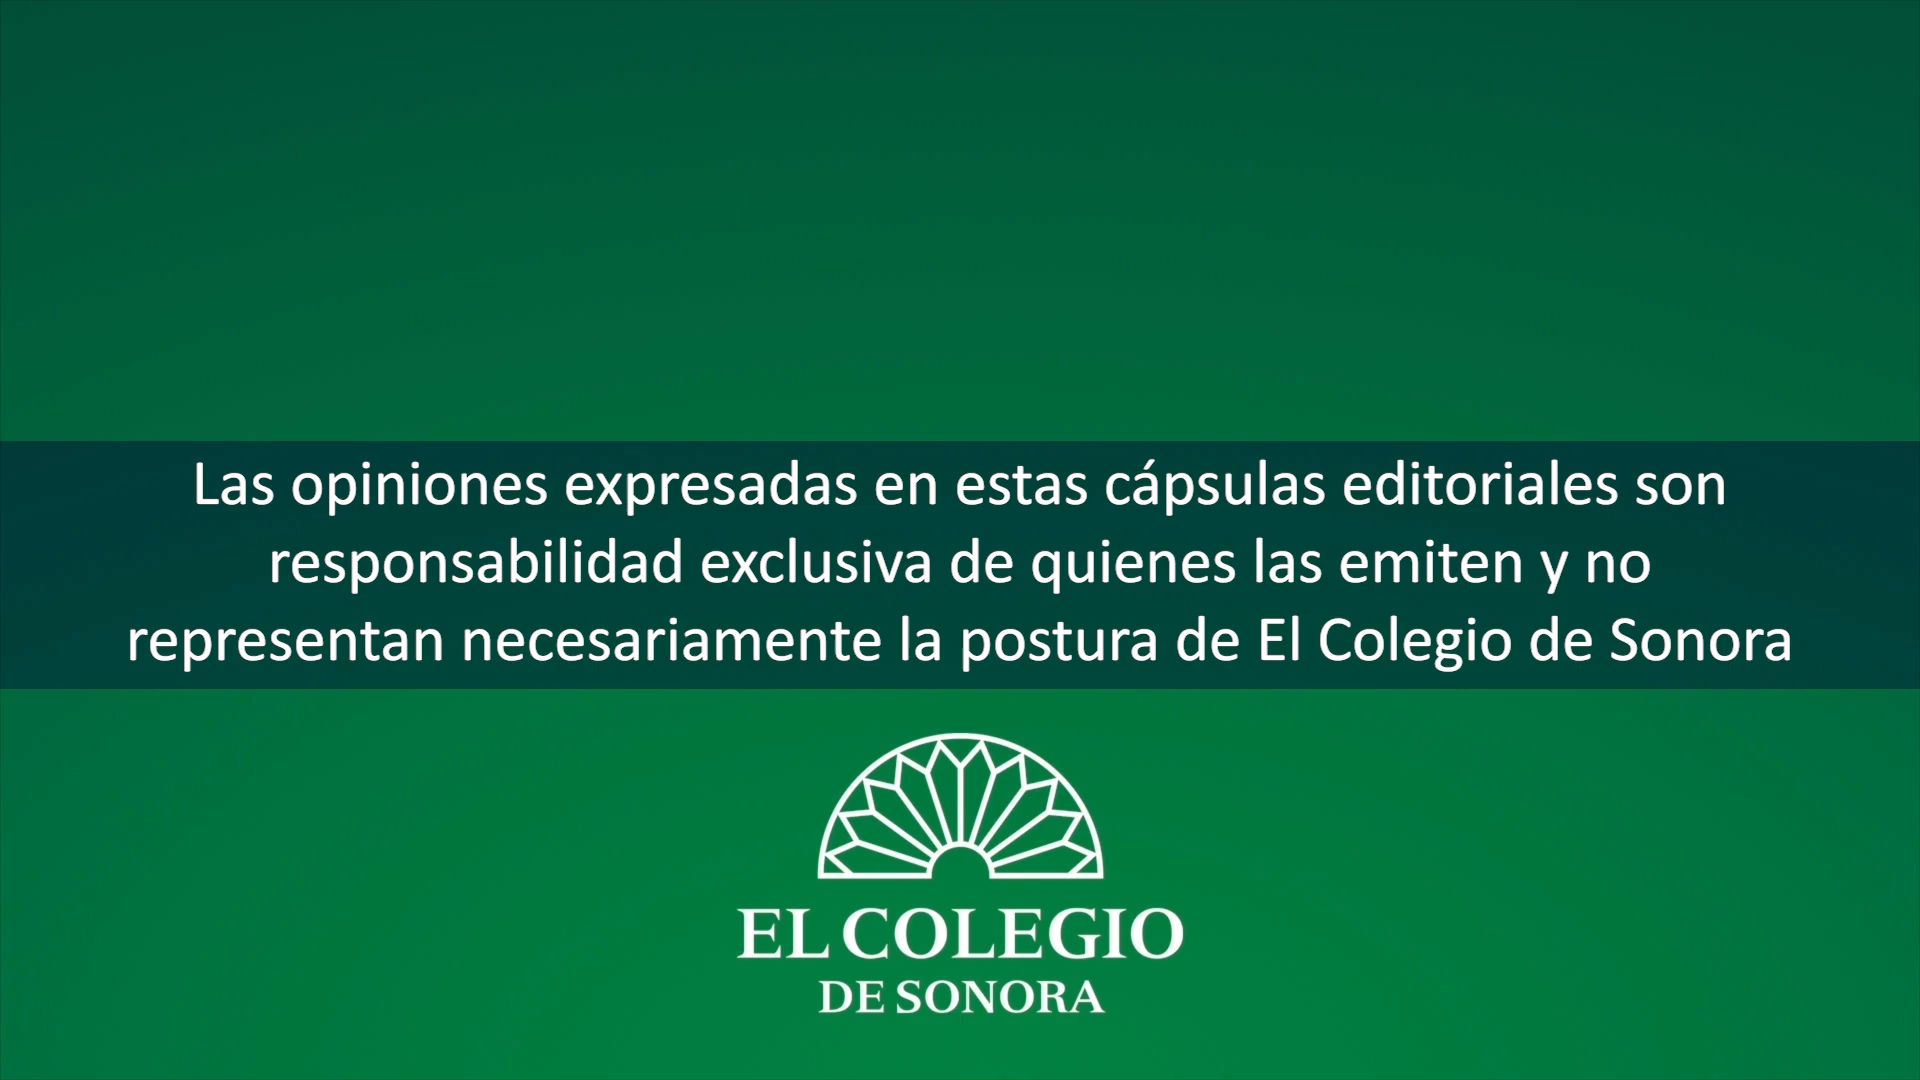 Las opiniones expresadas en estas cápsulas editoriales son
responsabilidad exclusiva de quienes las emiten y no
representan necesariamente la postura de El Colegio de Sonora
EL COLEGIO
DE SONORA